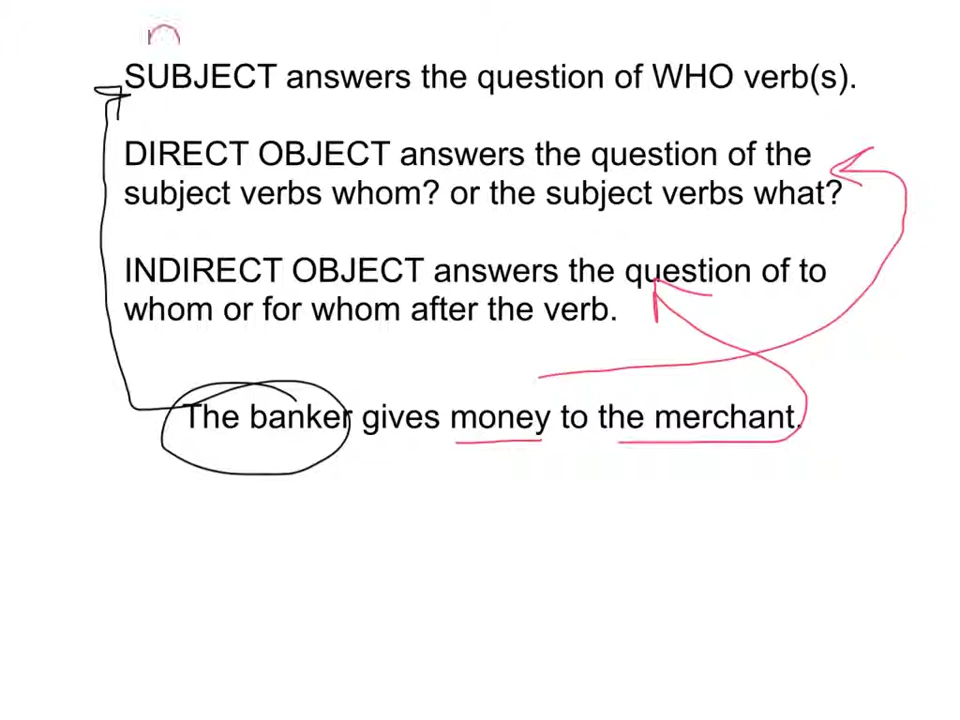 SUBJECT answers the question of WHO verb(s).
DIRECT OBJECT answers the question of the
subject verbs whom? or the subject verbs what?
INDIRECT OBJECT answers the question of to
whom or for whom after the verb.
The banker gives money to the merchant.